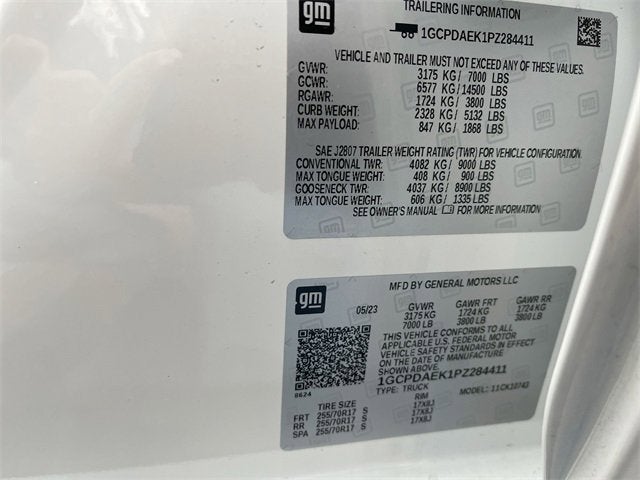 TRAILERING INFORMATION
gm
1GCPDAEK1PZ284411
VEHICLE AND TRAILER MUST NOT EXCEED ANY OF THESE VALUES.
GVWR: 3175 KG / 7000 LBS
GCWR: 6577 KG / 14500 LBS
RGAWR: 1724 KG / 3800 LBS
CURB WEIGHT: 2328 KG / 5132 LBS
MAX PAYLOAD: 847 KG / 1868 LBS
SAE J2807 TRAILER WEIGHT RATING (TWR) FOR VEHICLE CONFIGURATION.
CONVENTIONAL TWR: 4082 KG / 9000 LBS
MAX TONGUE WEIGHT: 408 KG / 900 LBS
GOOSENECK TWR: 4037 KG / 8900 LBS
MAX TONGUE WEIGHT: 606 KG / 1335 LBS
SEE OWNER'S MANUAL FOR MORE INFORMATION
gm
MFD BY GENERAL MOTORS LLC
05/23 GVWR GAWR FRT GAWR RR
3175 KG 1724 KG 1724 KG
7000 LB 3800 LB 3800 LB
THIS VEHICLE CONFORMS TO ALL
APPLICABLE U.S. FEDERAL MOTOR
VEHICLE SAFETY STANDARDS IN EFFECT
ON THE DATE OF MANUFACTURE SHOWN
ABOVE.
1GCPDAEK1PZ284411
8624
TYPE: TRUCK MODEL: 11CK10743
TIRE SIZE RIM
FRT 255/70R17 S 17X8J
RR 255/70R17 S 17X8J
SPA 255/70R17 S 17X8J